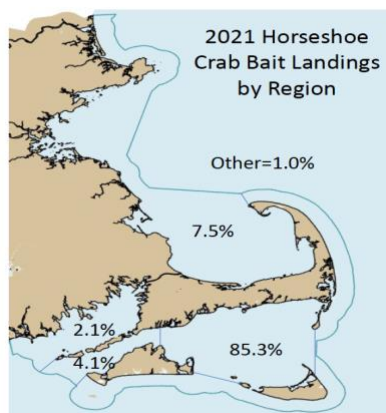 2021 Horseshoe
Crab Bait Landings
by Region
Other=1.0%
7.5%
2.1%
85.3%
4.1%